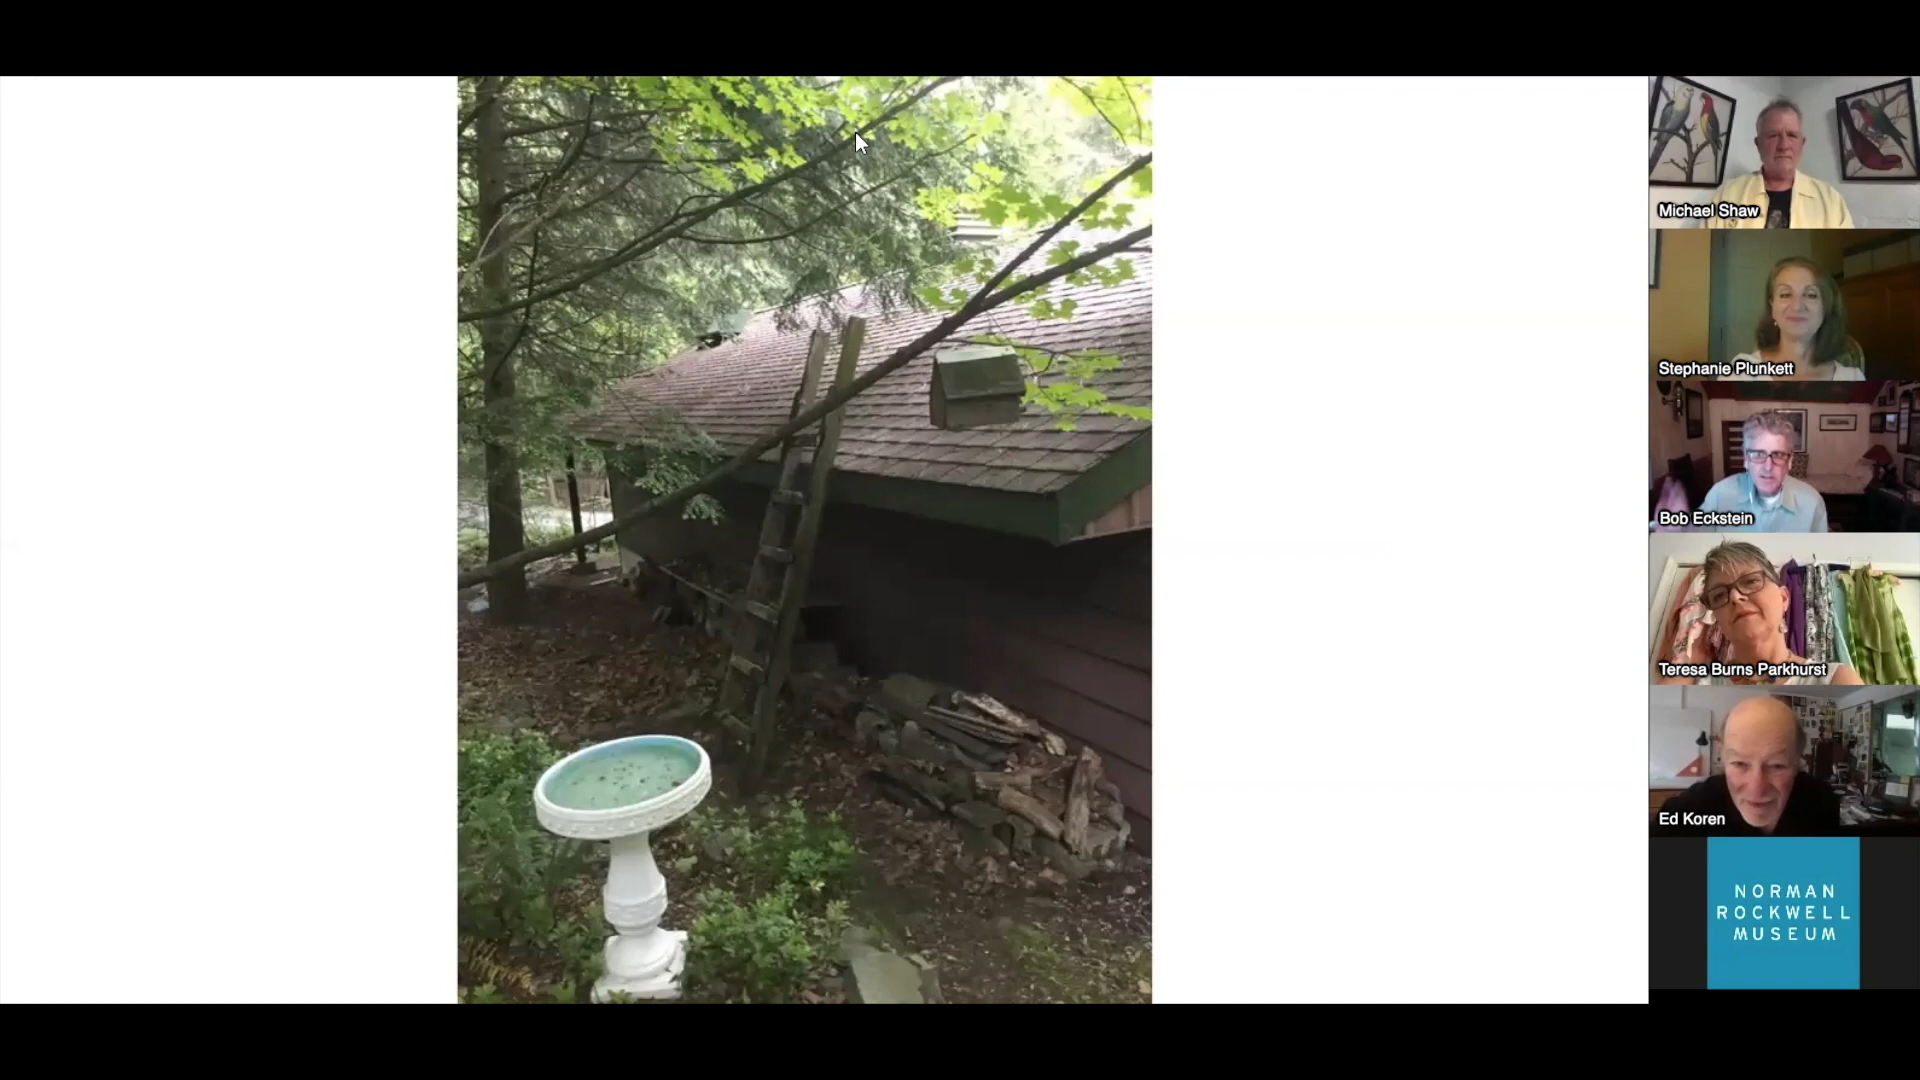 Michael Shaw
Stephanie Plunkett
Bob Eckstein
Teresa Burns Parkhurst
Ed Koren
NORMAN
ROCKWELL
MUSEUM